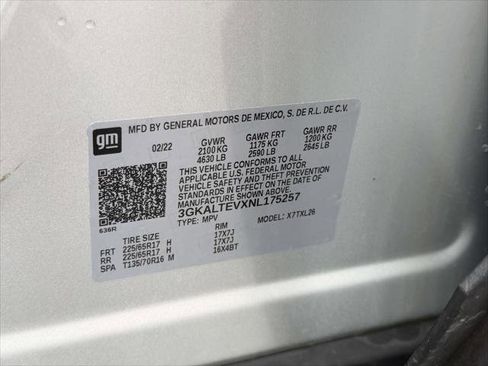 gm
MFD BY GENERAL MOTORS DE MEXICO, S. DE R.L. DE C.V.
02/22 GVWR GAWR FRT GAWR RR
2100 KG 1175 KG 1200 KG
4630 LB 2590 LB 2645 LB
THIS VEHICLE CONFORMS TO ALL
APPLICABLE U.S. FEDERAL MOTOR
VEHICLE SAFETY AND THEFT PREVENTION
STANDARDS IN EFFECT ON THE DATE OF
MANUFACTURE SHOWN ABOVE.
3GKALTEVXNL175257
636R TYPE: MPV MODEL: X7TXL26
TIRE SIZE RIM
FRT 225/65R17 H 17X7J
RR 225/65R17 H 17X7J
SPA T135/70R16 M 16X4BT